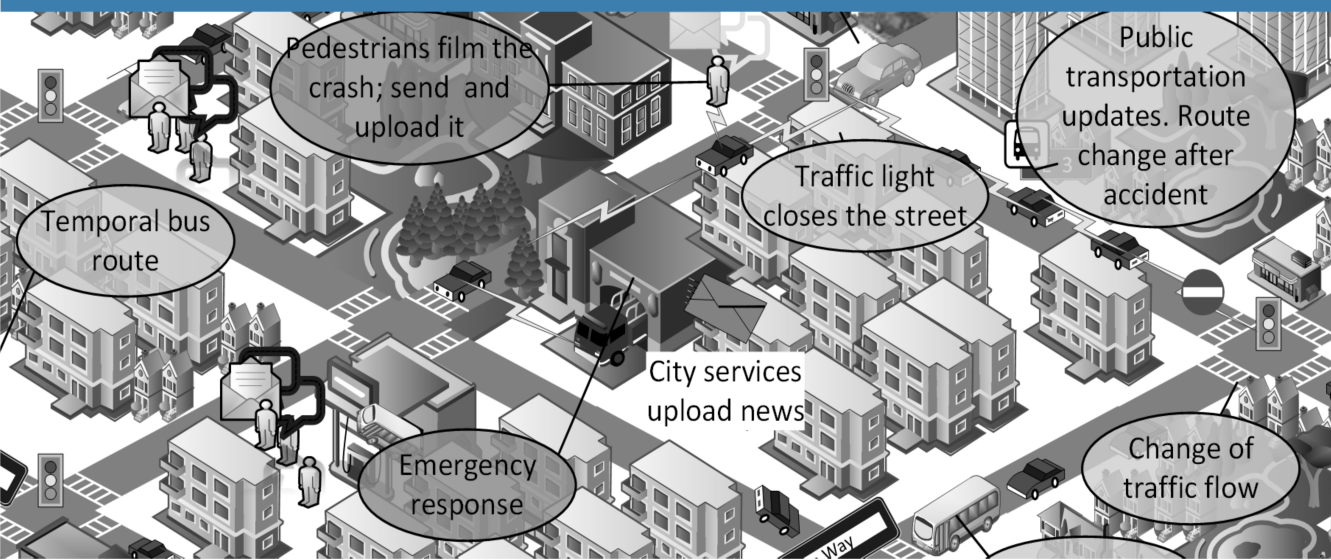 Pedestrians film the
crash; send and
upload it
Public
transportation
updates. Route
change after
accident
Traffic light
closes the street
Temporal bus
route
3
City services
upload news
Emergency
response
Change of
traffic flow
Way